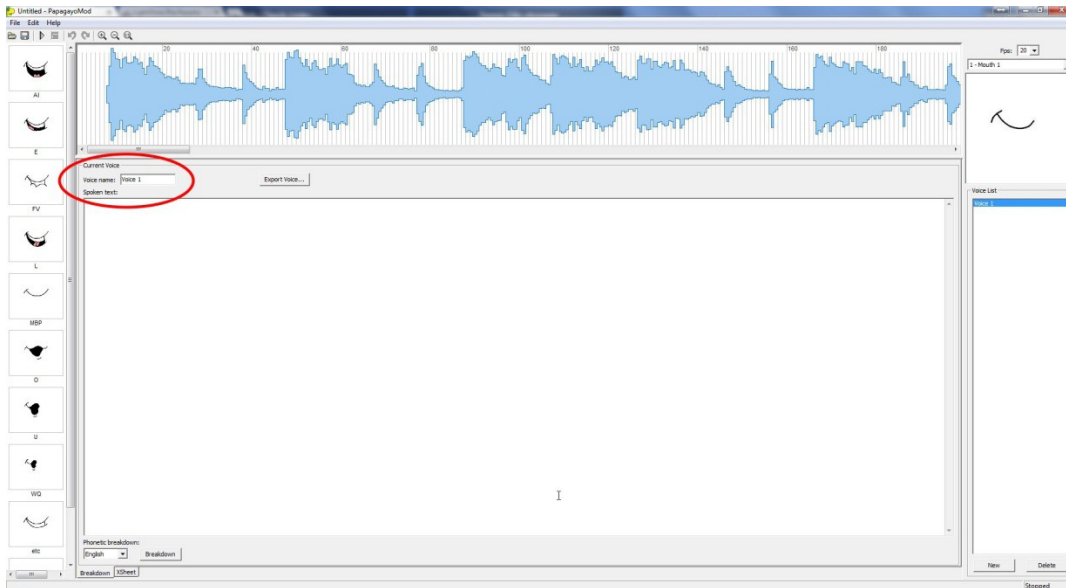 Untitled - PapagayoMod
File Edit Help
20 40 60 80 100 120 140 160 180
Fps: 20
1 - Mouth 1
AI
E
FV
L
MBP
O
U
WQ
etc
Current Voice
Voice name: Voice 1
Export Voice...
Spoken text:
Phonetic breakdown:
English
Breakdown
Breakdown XSheet
Voice List
Voice 1
New Delete
Stopped